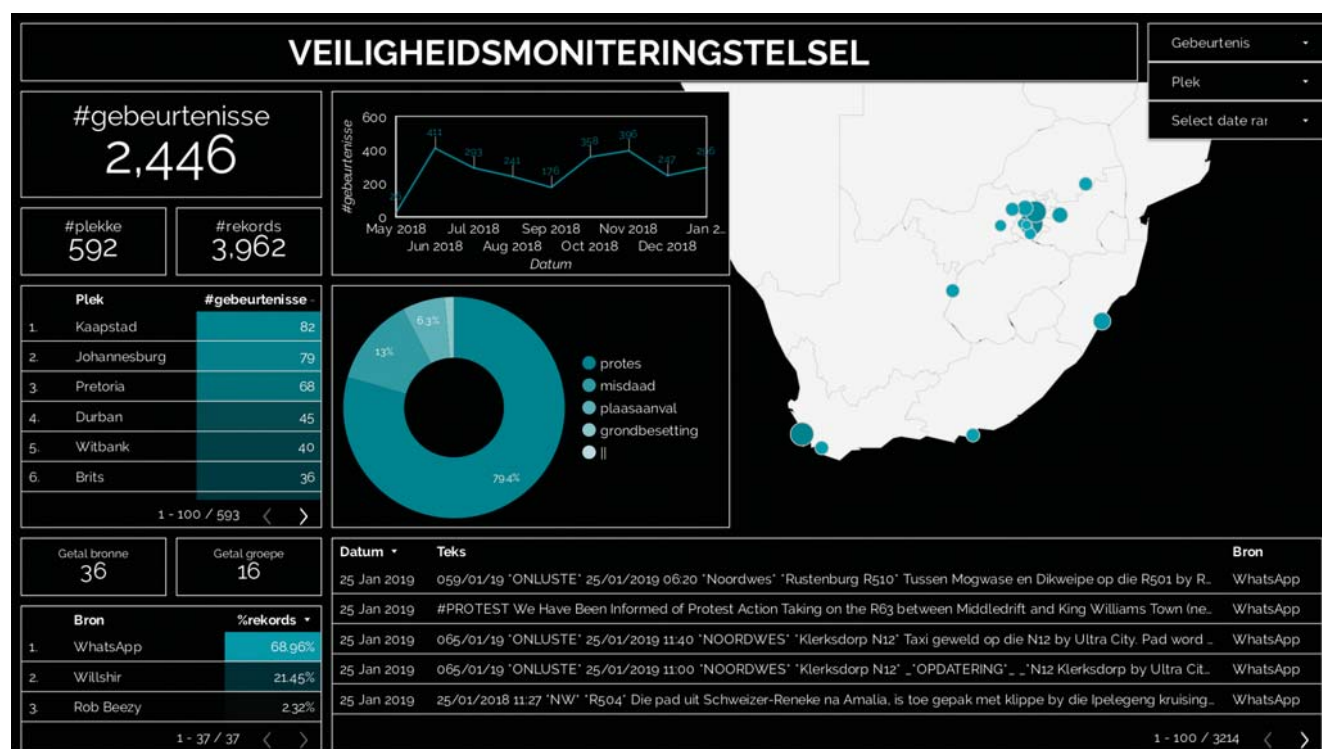 VEILIGHEIDSMONITERINGSTELSEL
Gebeurtenis
Plek
Select date rar
#gebeurtenisse
2,446
#plekke
592
#rekords
3,962
#gebeurtenisse
600
400
200
0
411
293
241
176
358
396
247
296
May 2018 Jul 2018 Sep 2018 Nov 2018 Jan 2...
Jun 2018 Aug 2018 Oct 2018 Dec 2018
Datum
Plek #gebeurtenisse
1. Kaapstad 82
2. Johannesburg 79
3. Pretoria 68
4. Durban 45
5. Witbank 40
6. Brits 36
1 - 100 / 593
6.3%
13%
79.4%
protes
misdaad
plaasaanval
grondbesetting
||
Getal bronne
36
Getal groepe
16
Bron %rekords
1. WhatsApp 68.96%
2. Willshir 21.45%
3. Rob Beezy 2.32%
1 - 37 / 37
Datum Teks Bron
25 Jan 2019 059/01/19 *ONLUSTE* 25/01/2019 06:20 *Noordwes* *Rustenburg R510* Tussen Mogwase en Dikweipe op die R501 by R... WhatsApp
25 Jan 2019 #PROTEST We Have Been Informed of Protest Action Taking on the R63 between Middledrift and King Williams Town (ne... WhatsApp
25 Jan 2019 065/01/19 *ONLUSTE* 25/01/2019 11:40 *NOORDWES* *Klerksdorp N12* Taxi geweld op die N12 by Ultra City. Pad word ... WhatsApp
25 Jan 2019 065/01/19 *ONLUSTE* 25/01/2019 11:00 *NOORDWES* *Klerksdorp N12* _*OPDATERING*_ _*N12 Klerksdorp by Ultra Cit... WhatsApp
25 Jan 2019 25/01/2018 11:27 *NW* *R504* Die pad uit Schweizer-Reneke na Amalia, is toe gepak met klippe by die Ipelegeng kruising... WhatsApp
1 - 100 / 3214